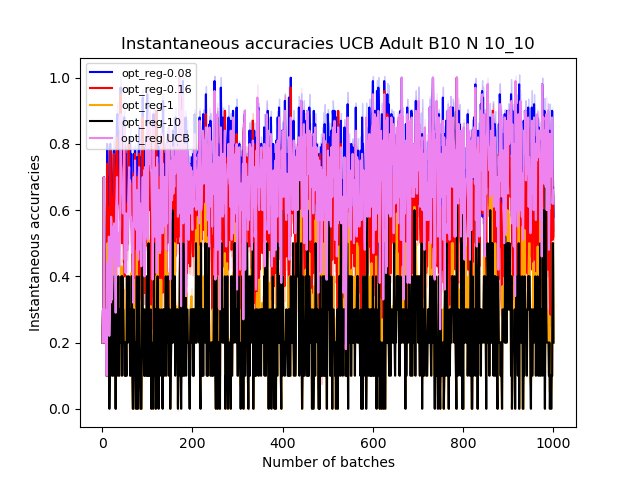 Instantaneous accuracies UCB Adult B10 N 10_10
opt_reg-0.08
opt_reg-0.16
opt_reg-1
opt_reg-10
opt_reg UCB
Instantaneous accuracies
1.0
0.8
0.6
0.4
0.2
0.0
0 200 400 600 800 1000
Number of batches